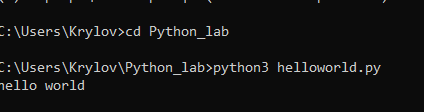 C:\Users\Krylov>cd Python_lab
C:\Users\Krylov\Python_lab>python3 helloworld.py
hello world